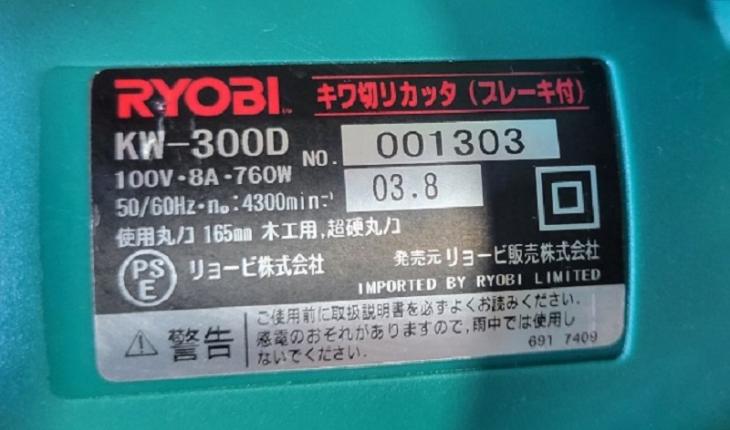 RYOBI キワ切リカッタ（ブレーキ付）
KW-300D NO. 001303
100V・8A・760W 03.8
50/60Hz・n₀:4300min⁻¹
使用丸ノコ 165mm 木工用,超硬丸ノコ
PSE リョービ株式会社 発売元 リョービ販売株式会社
IMPORTED BY RYOBI LIMITED
警告
ご使用前に取扱説明書を必ずよくお読みください.
感電のおそれがありますので,雨中では使用し
ないでください.
691 7409